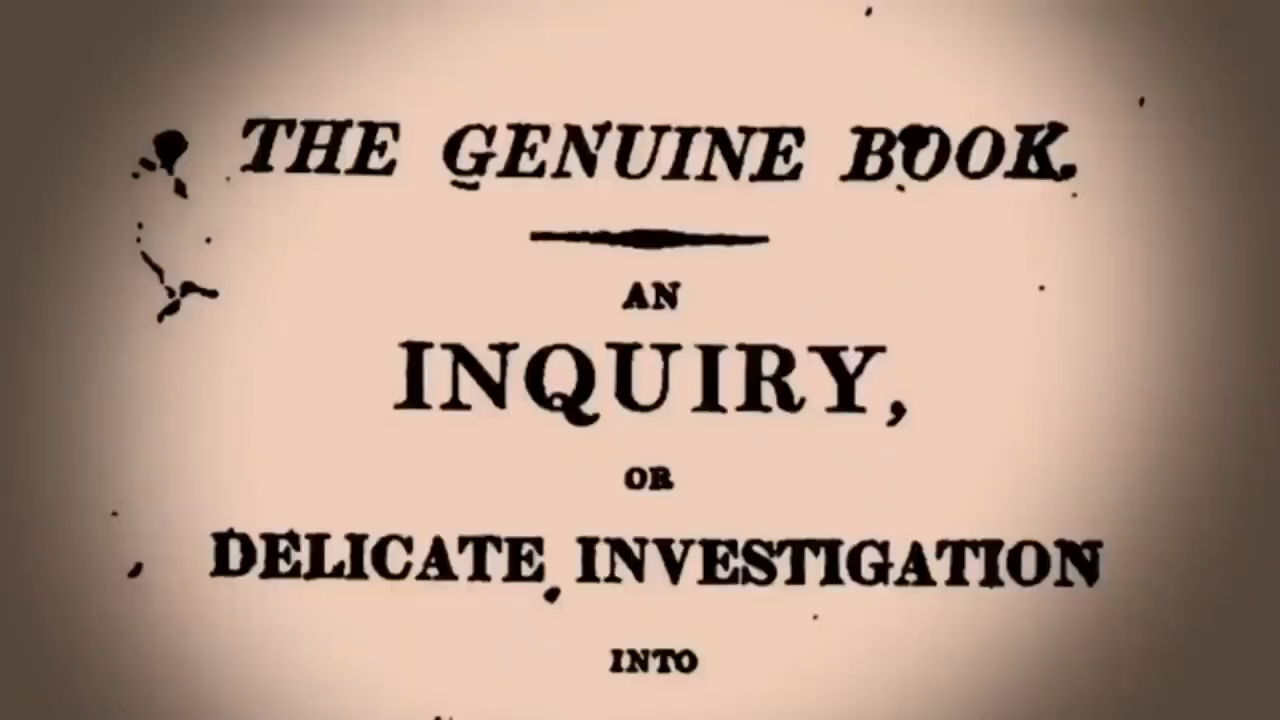 THE GENUINE BOOK.
AN
INQUIRY,
OR
DELICATE INVESTIGATION
INTO